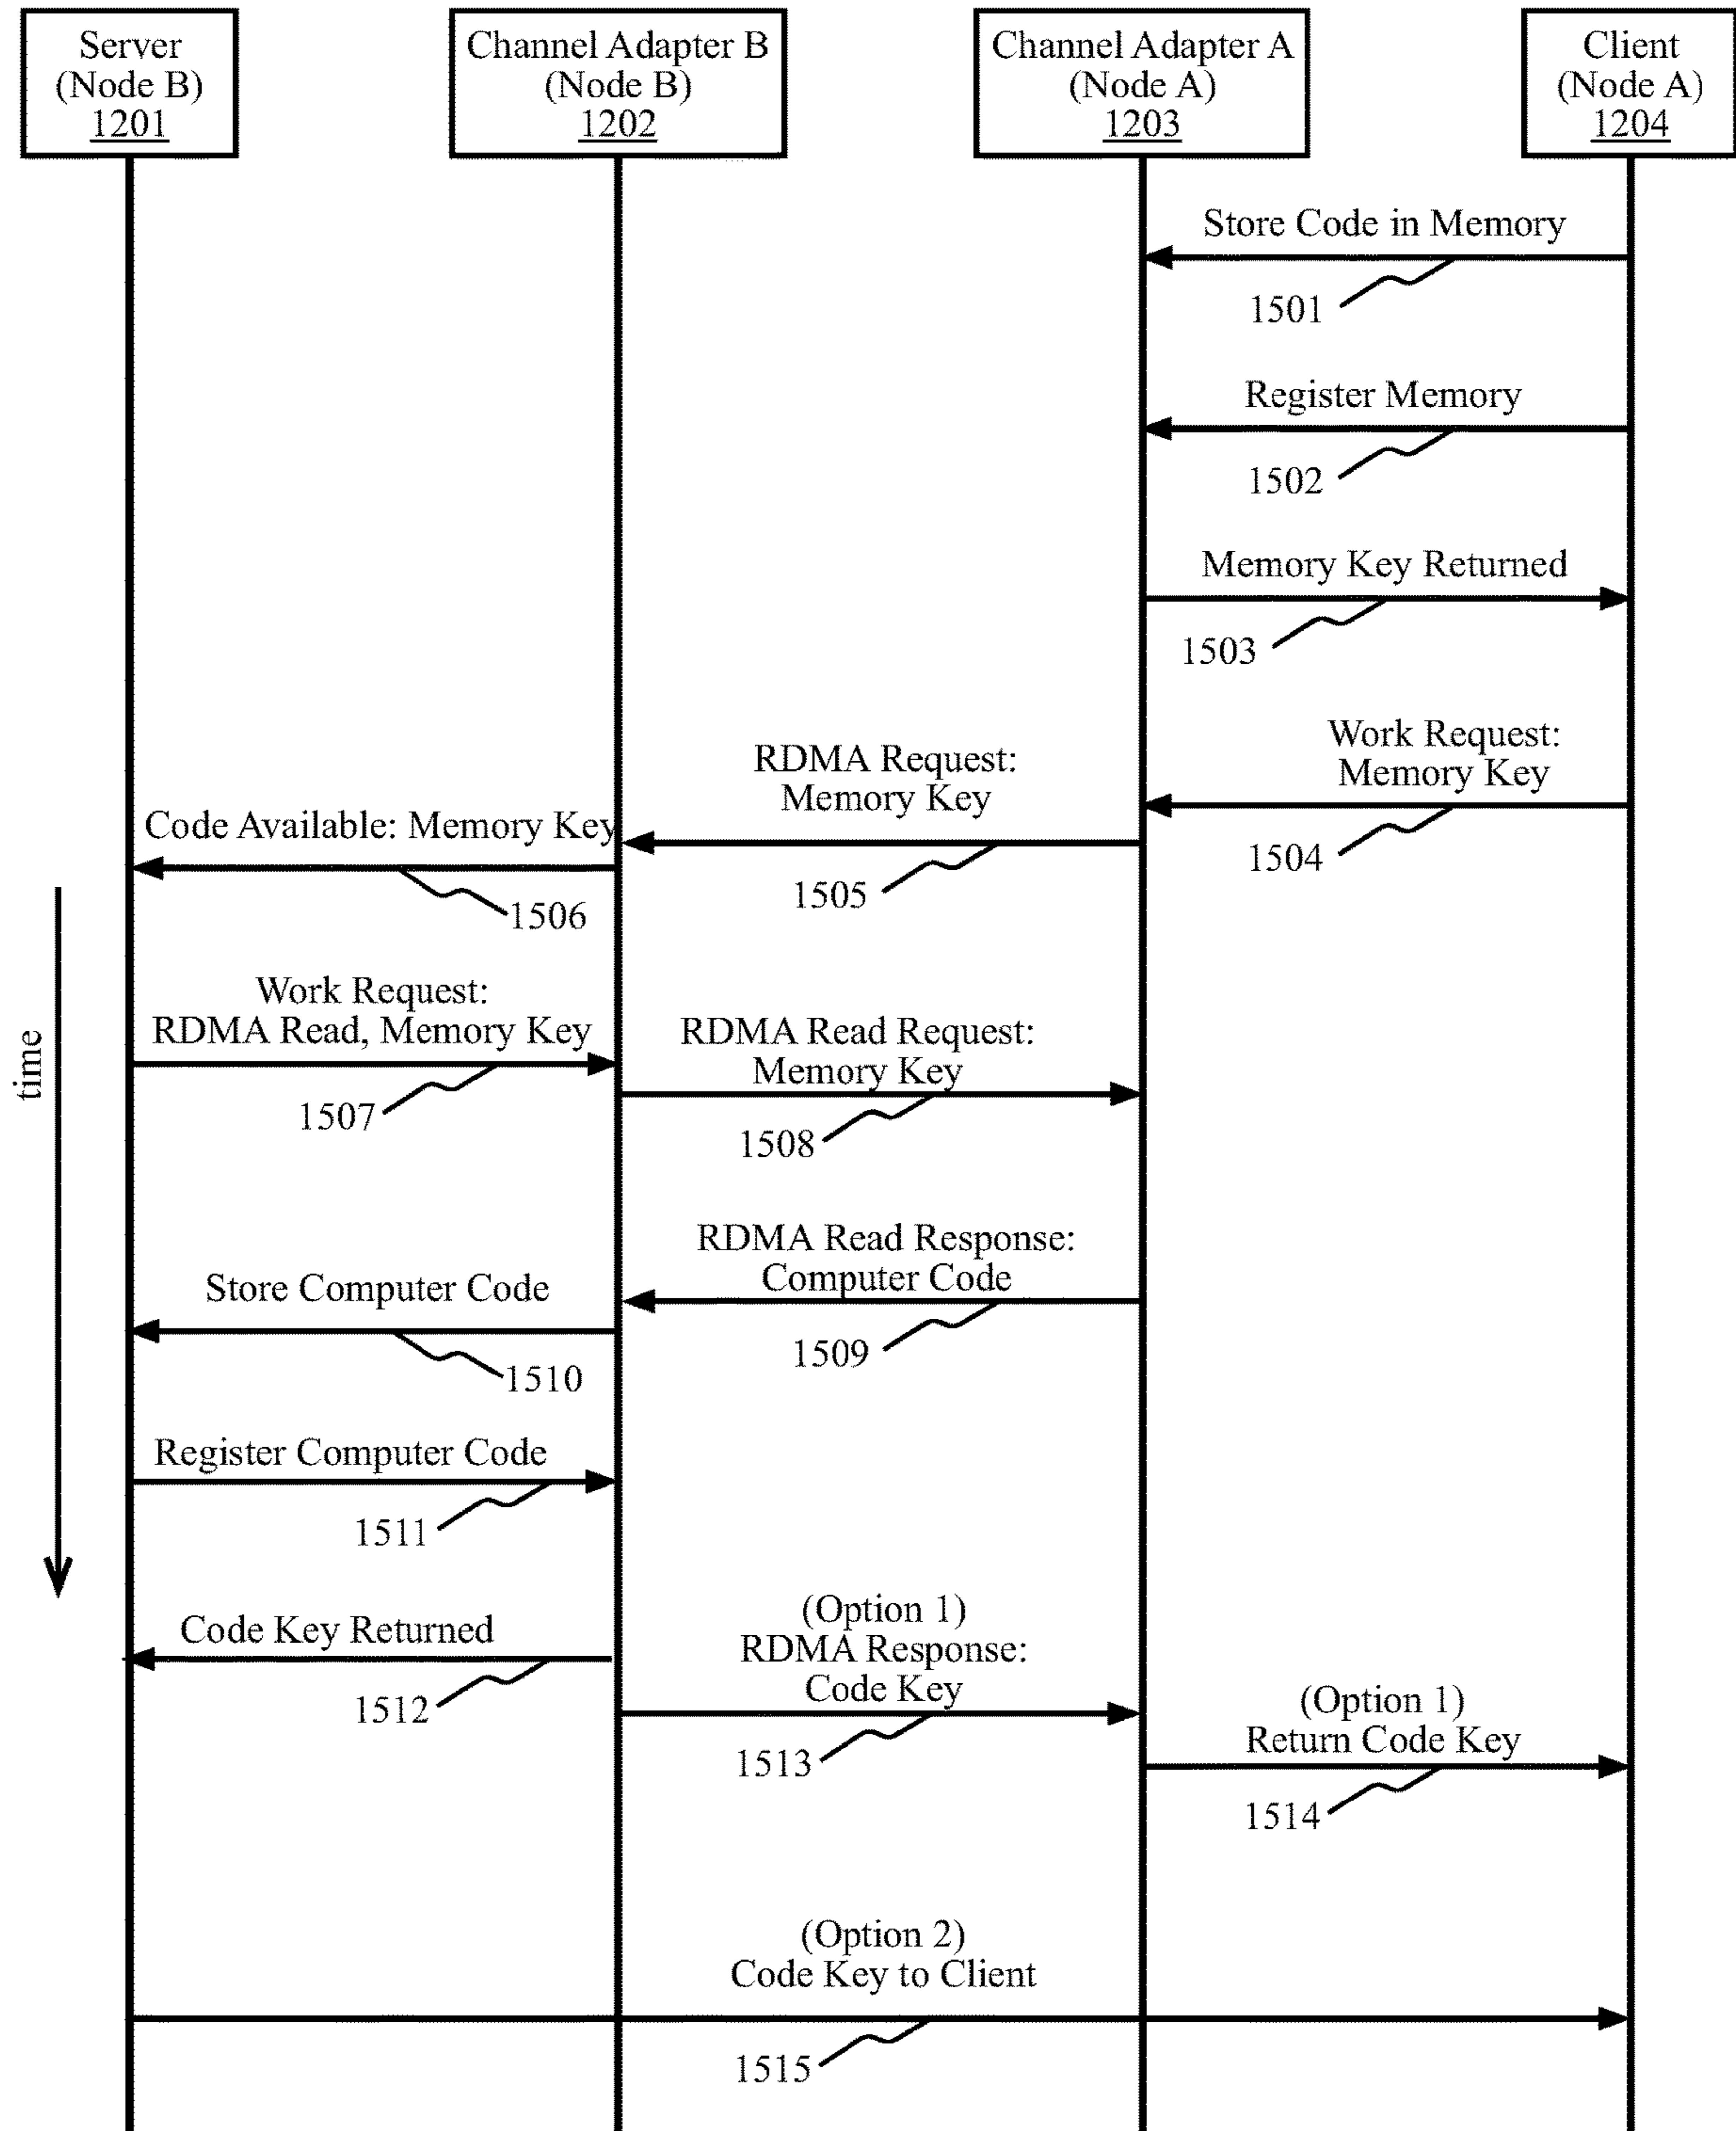 Server
(Node B)
1201
Channel Adapter B
(Node B)
1202
Channel Adapter A
(Node A)
1203
Client
(Node A)
1204
Store Code in Memory
1501
Register Memory
1502
Memory Key Returned
1503
Work Request:
Memory Key
1504
RDMA Request:
Memory Key
1505
Code Available: Memory Key
1506
time
Work Request:
RDMA Read, Memory Key
1507
RDMA Read Request:
Memory Key
1508
RDMA Read Response:
Computer Code
1509
Store Computer Code
1510
Register Computer Code
1511
Code Key Returned
1512
(Option 1)
RDMA Response:
Code Key
1513
(Option 1)
Return Code Key
1514
(Option 2)
Code Key to Client
1515